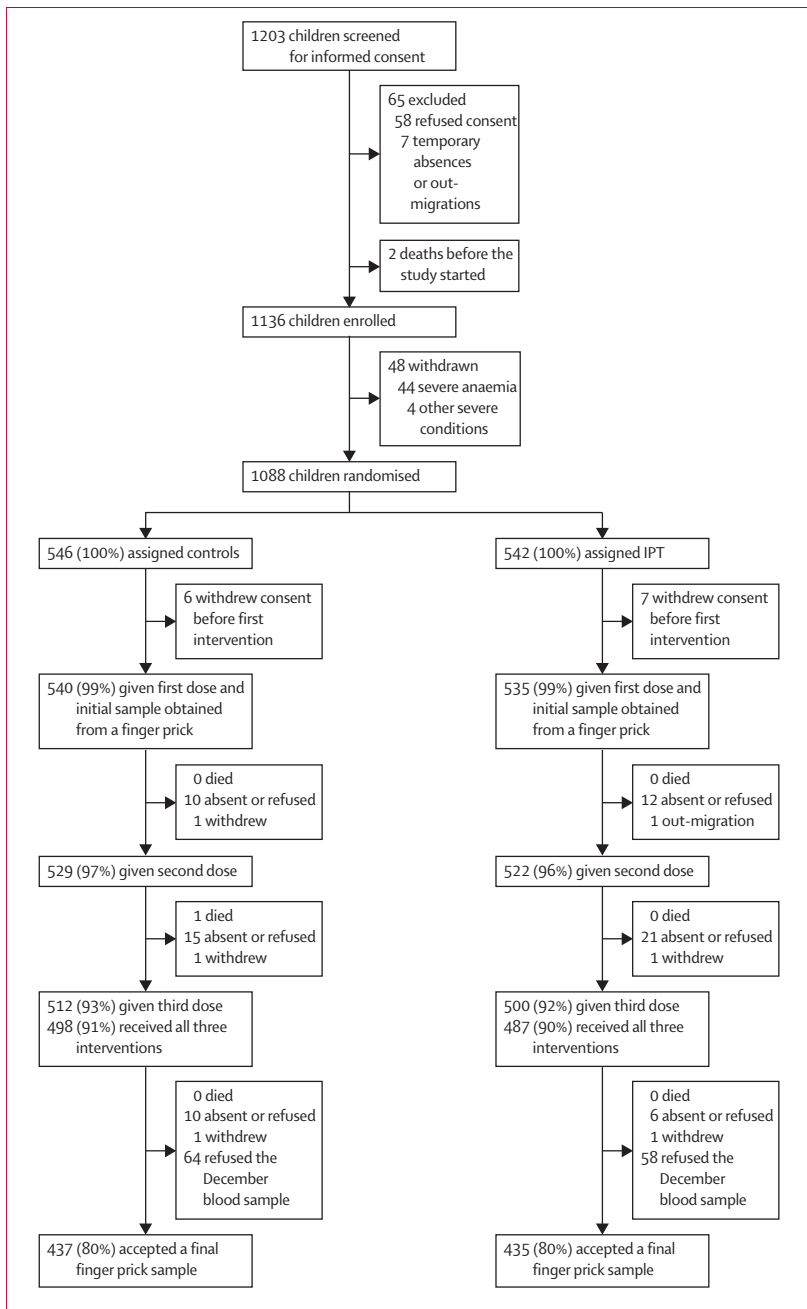 1203 children screened
for informed consent
65 excluded
58 refused consent
7 temporary
absences
or out-
migrations
2 deaths before the
study started
1136 children enrolled
48 withdrawn
44 severe anaemia
4 other severe
conditions
1088 children randomised
546 (100%) assigned controls
542 (100%) assigned IPT
6 withdrew consent
before first
intervention
7 withdrew consent
before first
intervention
540 (99%) given first dose and
initial sample obtained
from a finger prick
535 (99%) given first dose and
initial sample obtained
from a finger prick
0 died
10 absent or refused
1 withdrew
0 died
12 absent or refused
1 out-migration
529 (97%) given second dose
522 (96%) given second dose
1 died
15 absent or refused
1 withdrew
0 died
21 absent or refused
1 withdrew
512 (93%) given third dose
498 (91%) received all three
interventions
500 (92%) given third dose
487 (90%) received all three
interventions
0 died
10 absent or refused
1 withdrew
64 refused the
December
blood sample
0 died
6 absent or refused
1 withdrew
58 refused the
December
blood sample
437 (80%) accepted a final
finger prick sample
435 (80%) accepted a final
finger prick sample